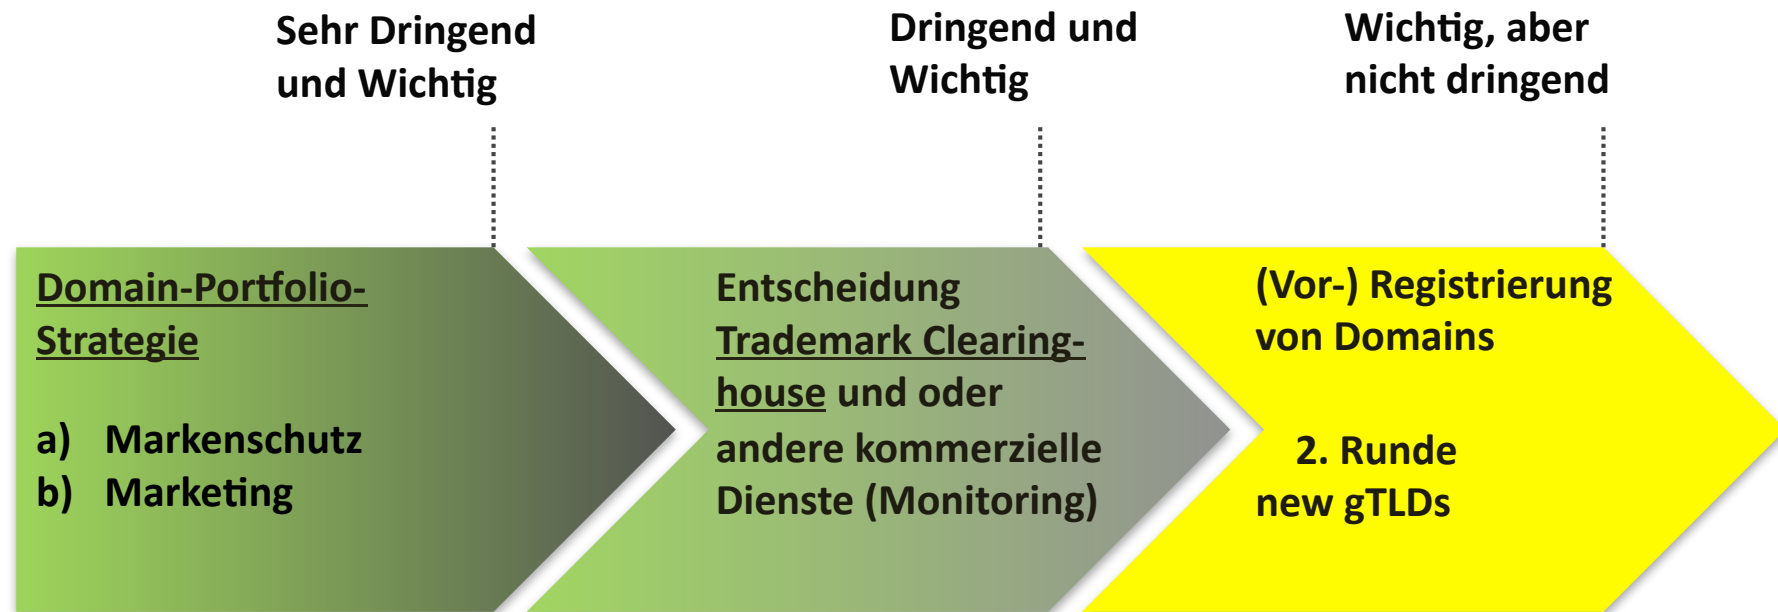 Sehr Dringend
und Wichtig
Dringend und
Wichtig
Wichtig, aber
nicht dringend
Domain-Portfolio-
Strategie
a) Markenschutz
b) Marketing
Entscheidung
Trademark Clearing-
house und oder
andere kommerzielle
Dienste (Monitoring)
(Vor-) Registrierung
von Domains
2. Runde
new gTLDs